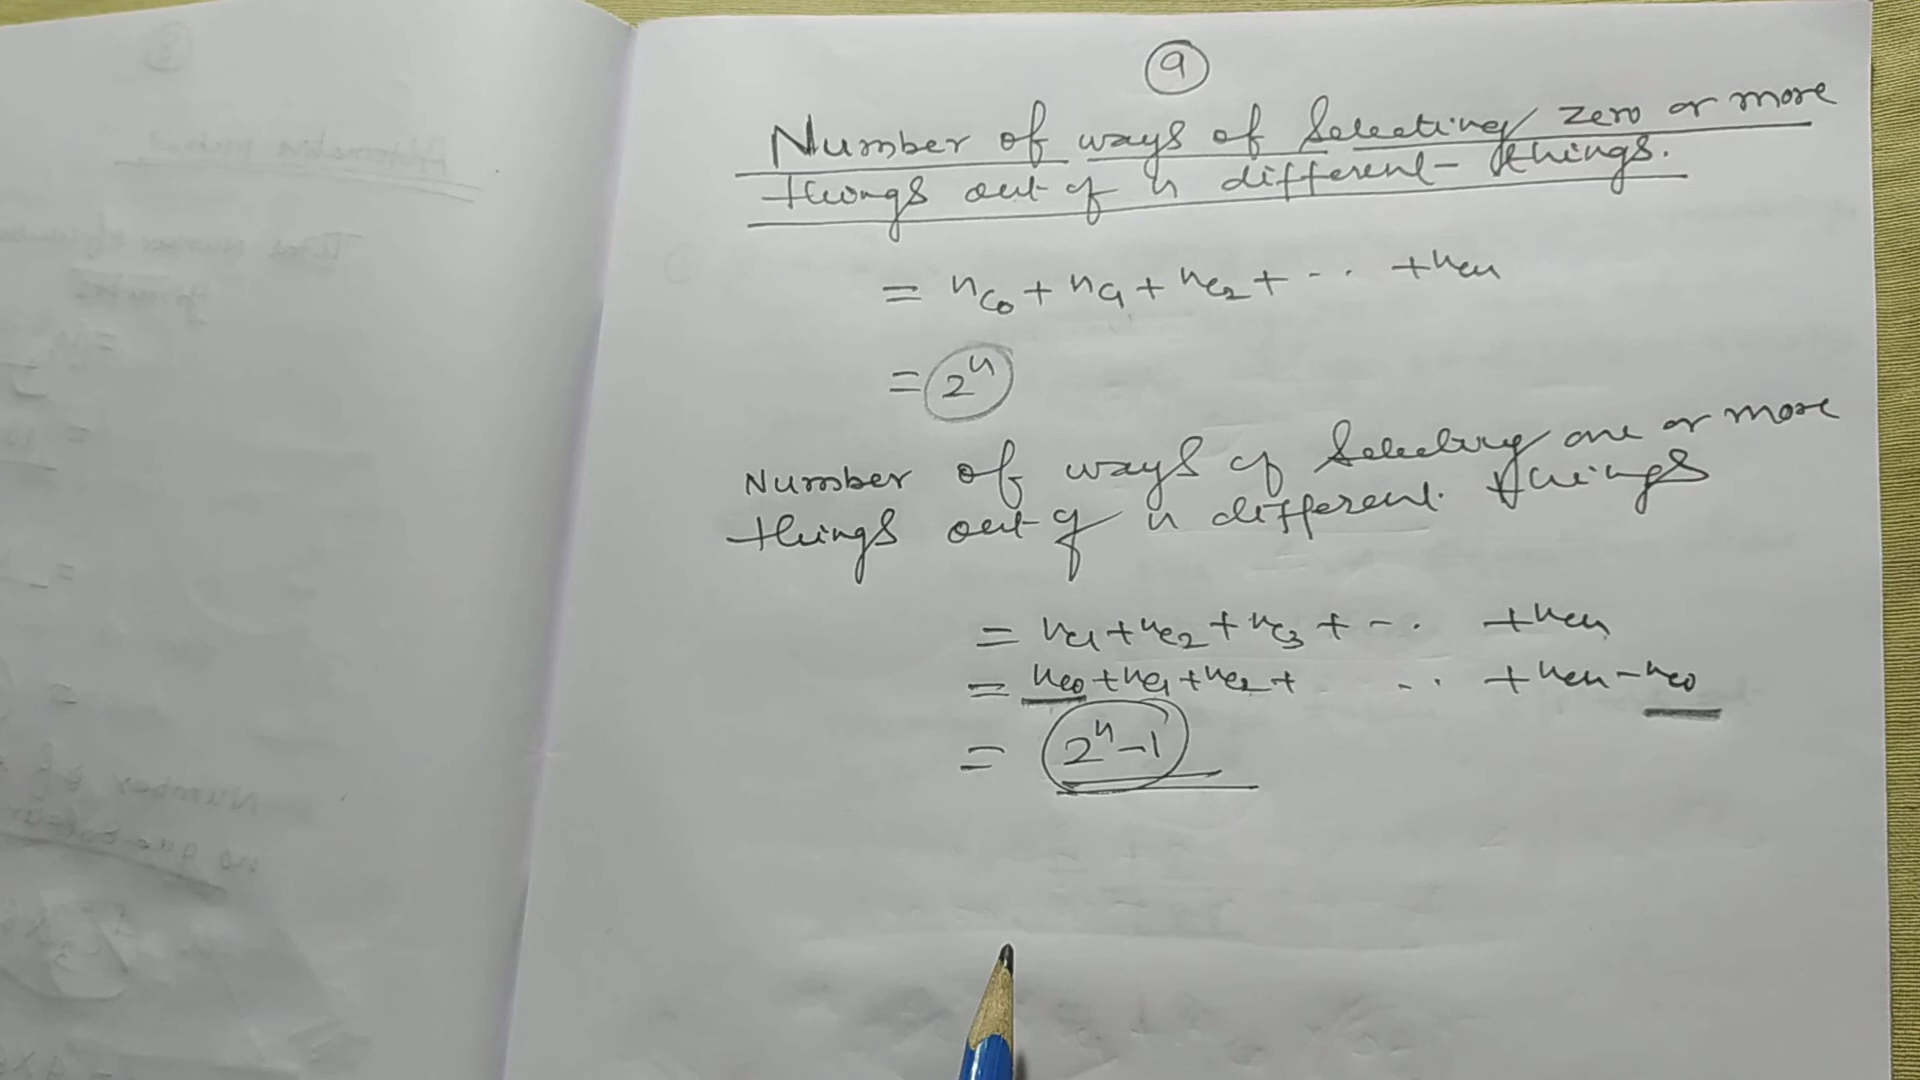 9
Number of ways of Selecting zero or more
things out of n different things.
= nc0 + nc1 + nc2 + -.. +ncn
= 2^n
Number of ways of Selecting one or more
things out of n different things
= nc1 + nc2 + nc3 + -.. +ncn
= nc0 + nc1 + nc2 + -.. +ncn - nc0
= 2^n - 1